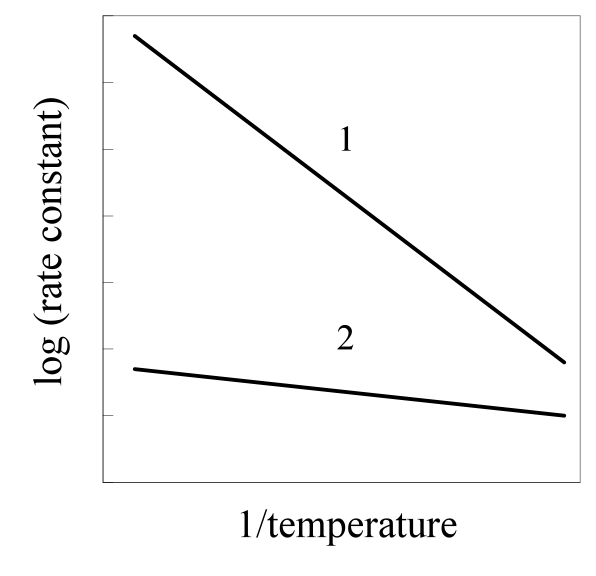 log (rate constant)
1
2
1/temperature